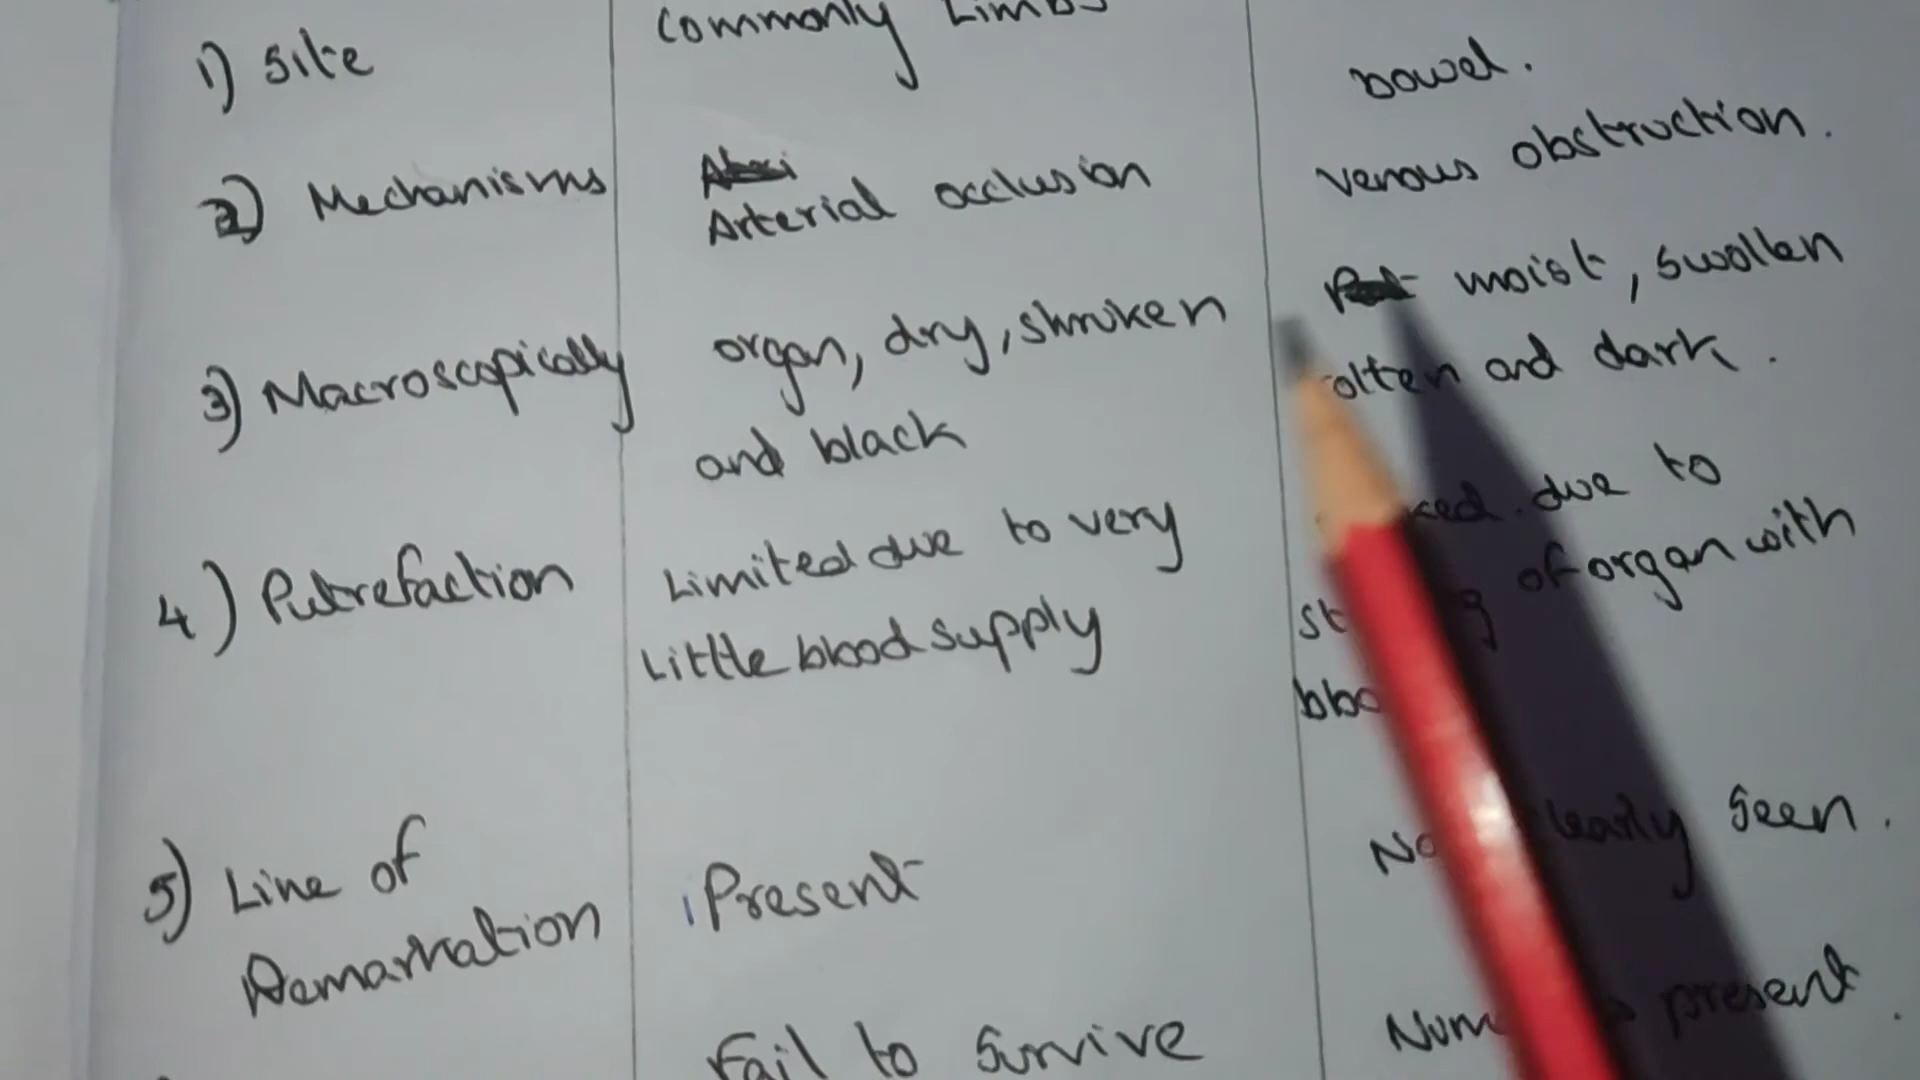 1) Site
commonly Limbs
bowel.
2) Mechanisms
Arterial occlusion
venous obstruction.
3) Macroscopically
organ, dry, shruken
and black
moist, swollen
and dark.
4) Putrefaction
Limited due to very
Little blood supply
due to
of organ with
5) Line of
Demarkation
Present
seen.
Fail to survive
present.